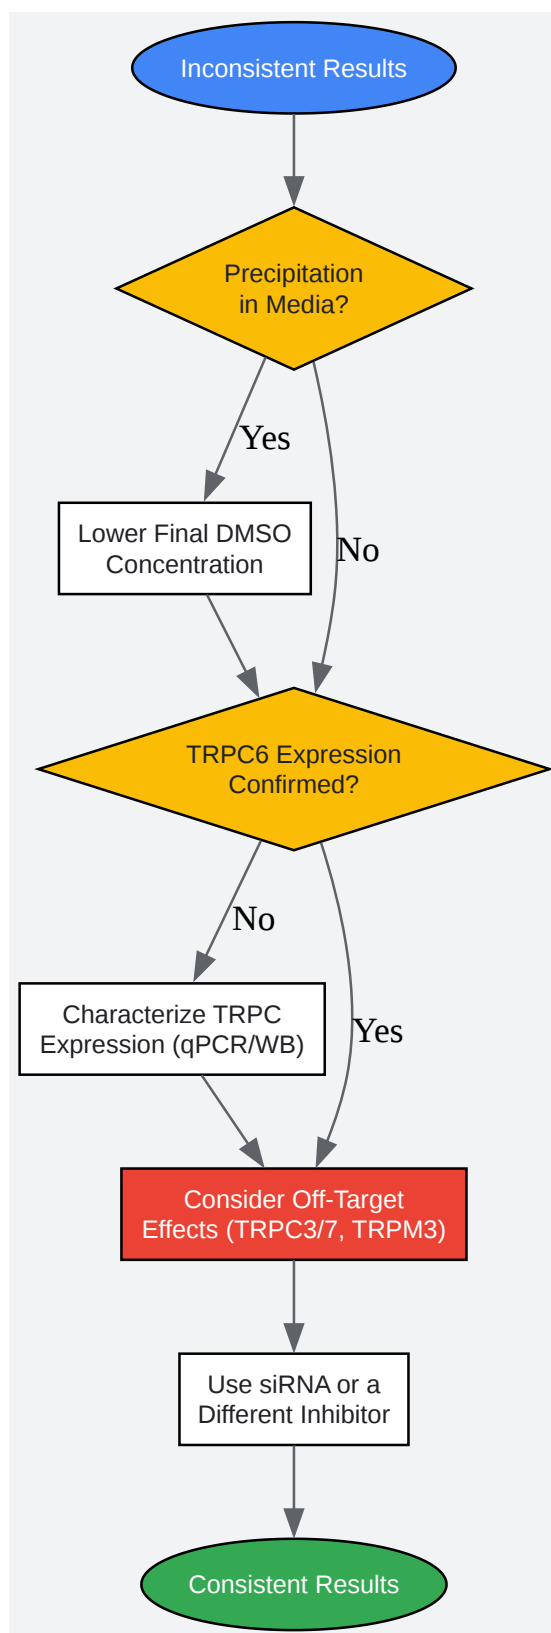 Inconsistent Results
Precipitation
in Media?
Yes
Lower Final DMSO
Concentration
No
TRPC6 Expression
Confirmed?
No
Characterize TRPC
Expression (qPCR/WB)
Yes
Consider Off-Target
Effects (TRPC3/7, TRPM3)
Use siRNA or a
Different Inhibitor
Consistent Results